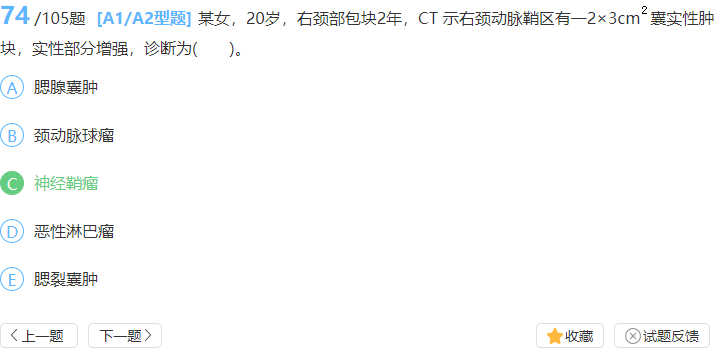 74 /105题 [A1/A2型题] 某女，20岁，右颈部包块2年，CT 示右颈动脉鞘区有一2×3cm²囊实性肿
块，实性部分增强，诊断为(　　)。
A 腮腺囊肿
B 颈动脉球瘤
C 神经鞘瘤
D 恶性淋巴瘤
E 腮裂囊肿
上一题 下一题 收藏 试题反馈